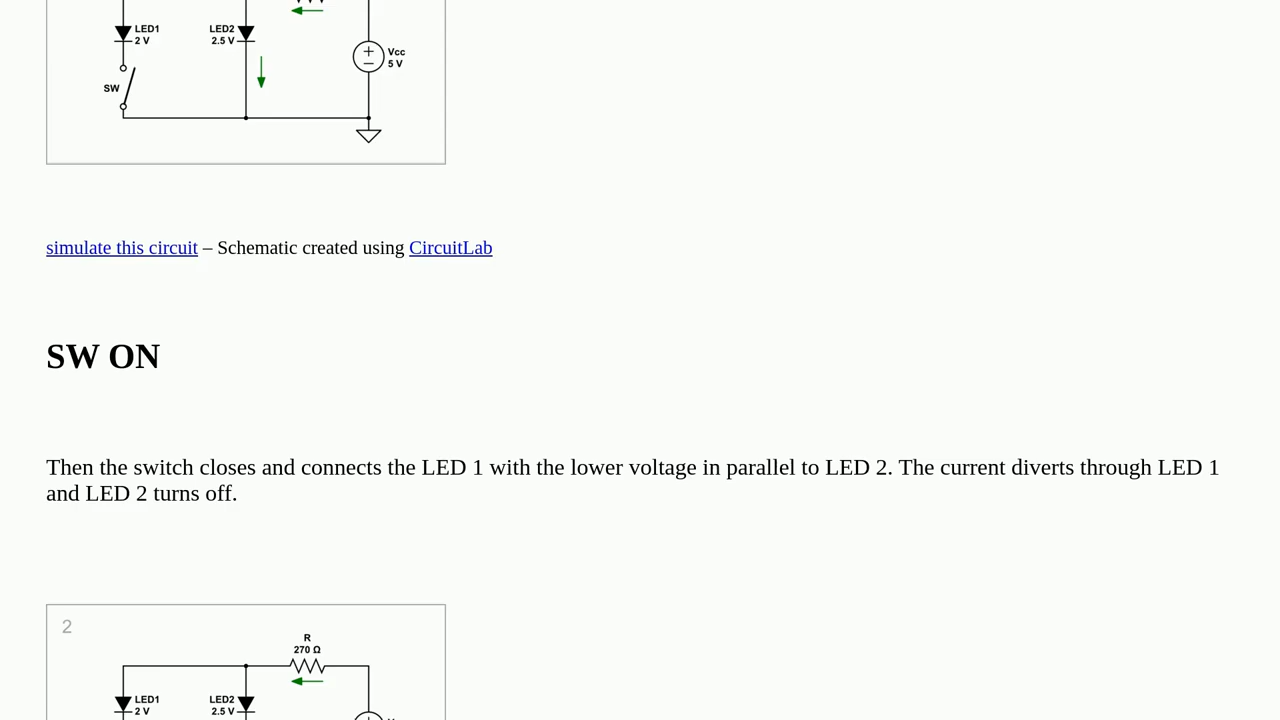 LED1
2 V
LED2
2.5 V
Vcc
5 V
SW
simulate this circuit – Schematic created using CircuitLab
SW ON
Then the switch closes and connects the LED 1 with the lower voltage in parallel to LED 2. The current diverts through LED 1
and LED 2 turns off.
2
R
270 Ω
LED1
2 V
LED2
2.5 V